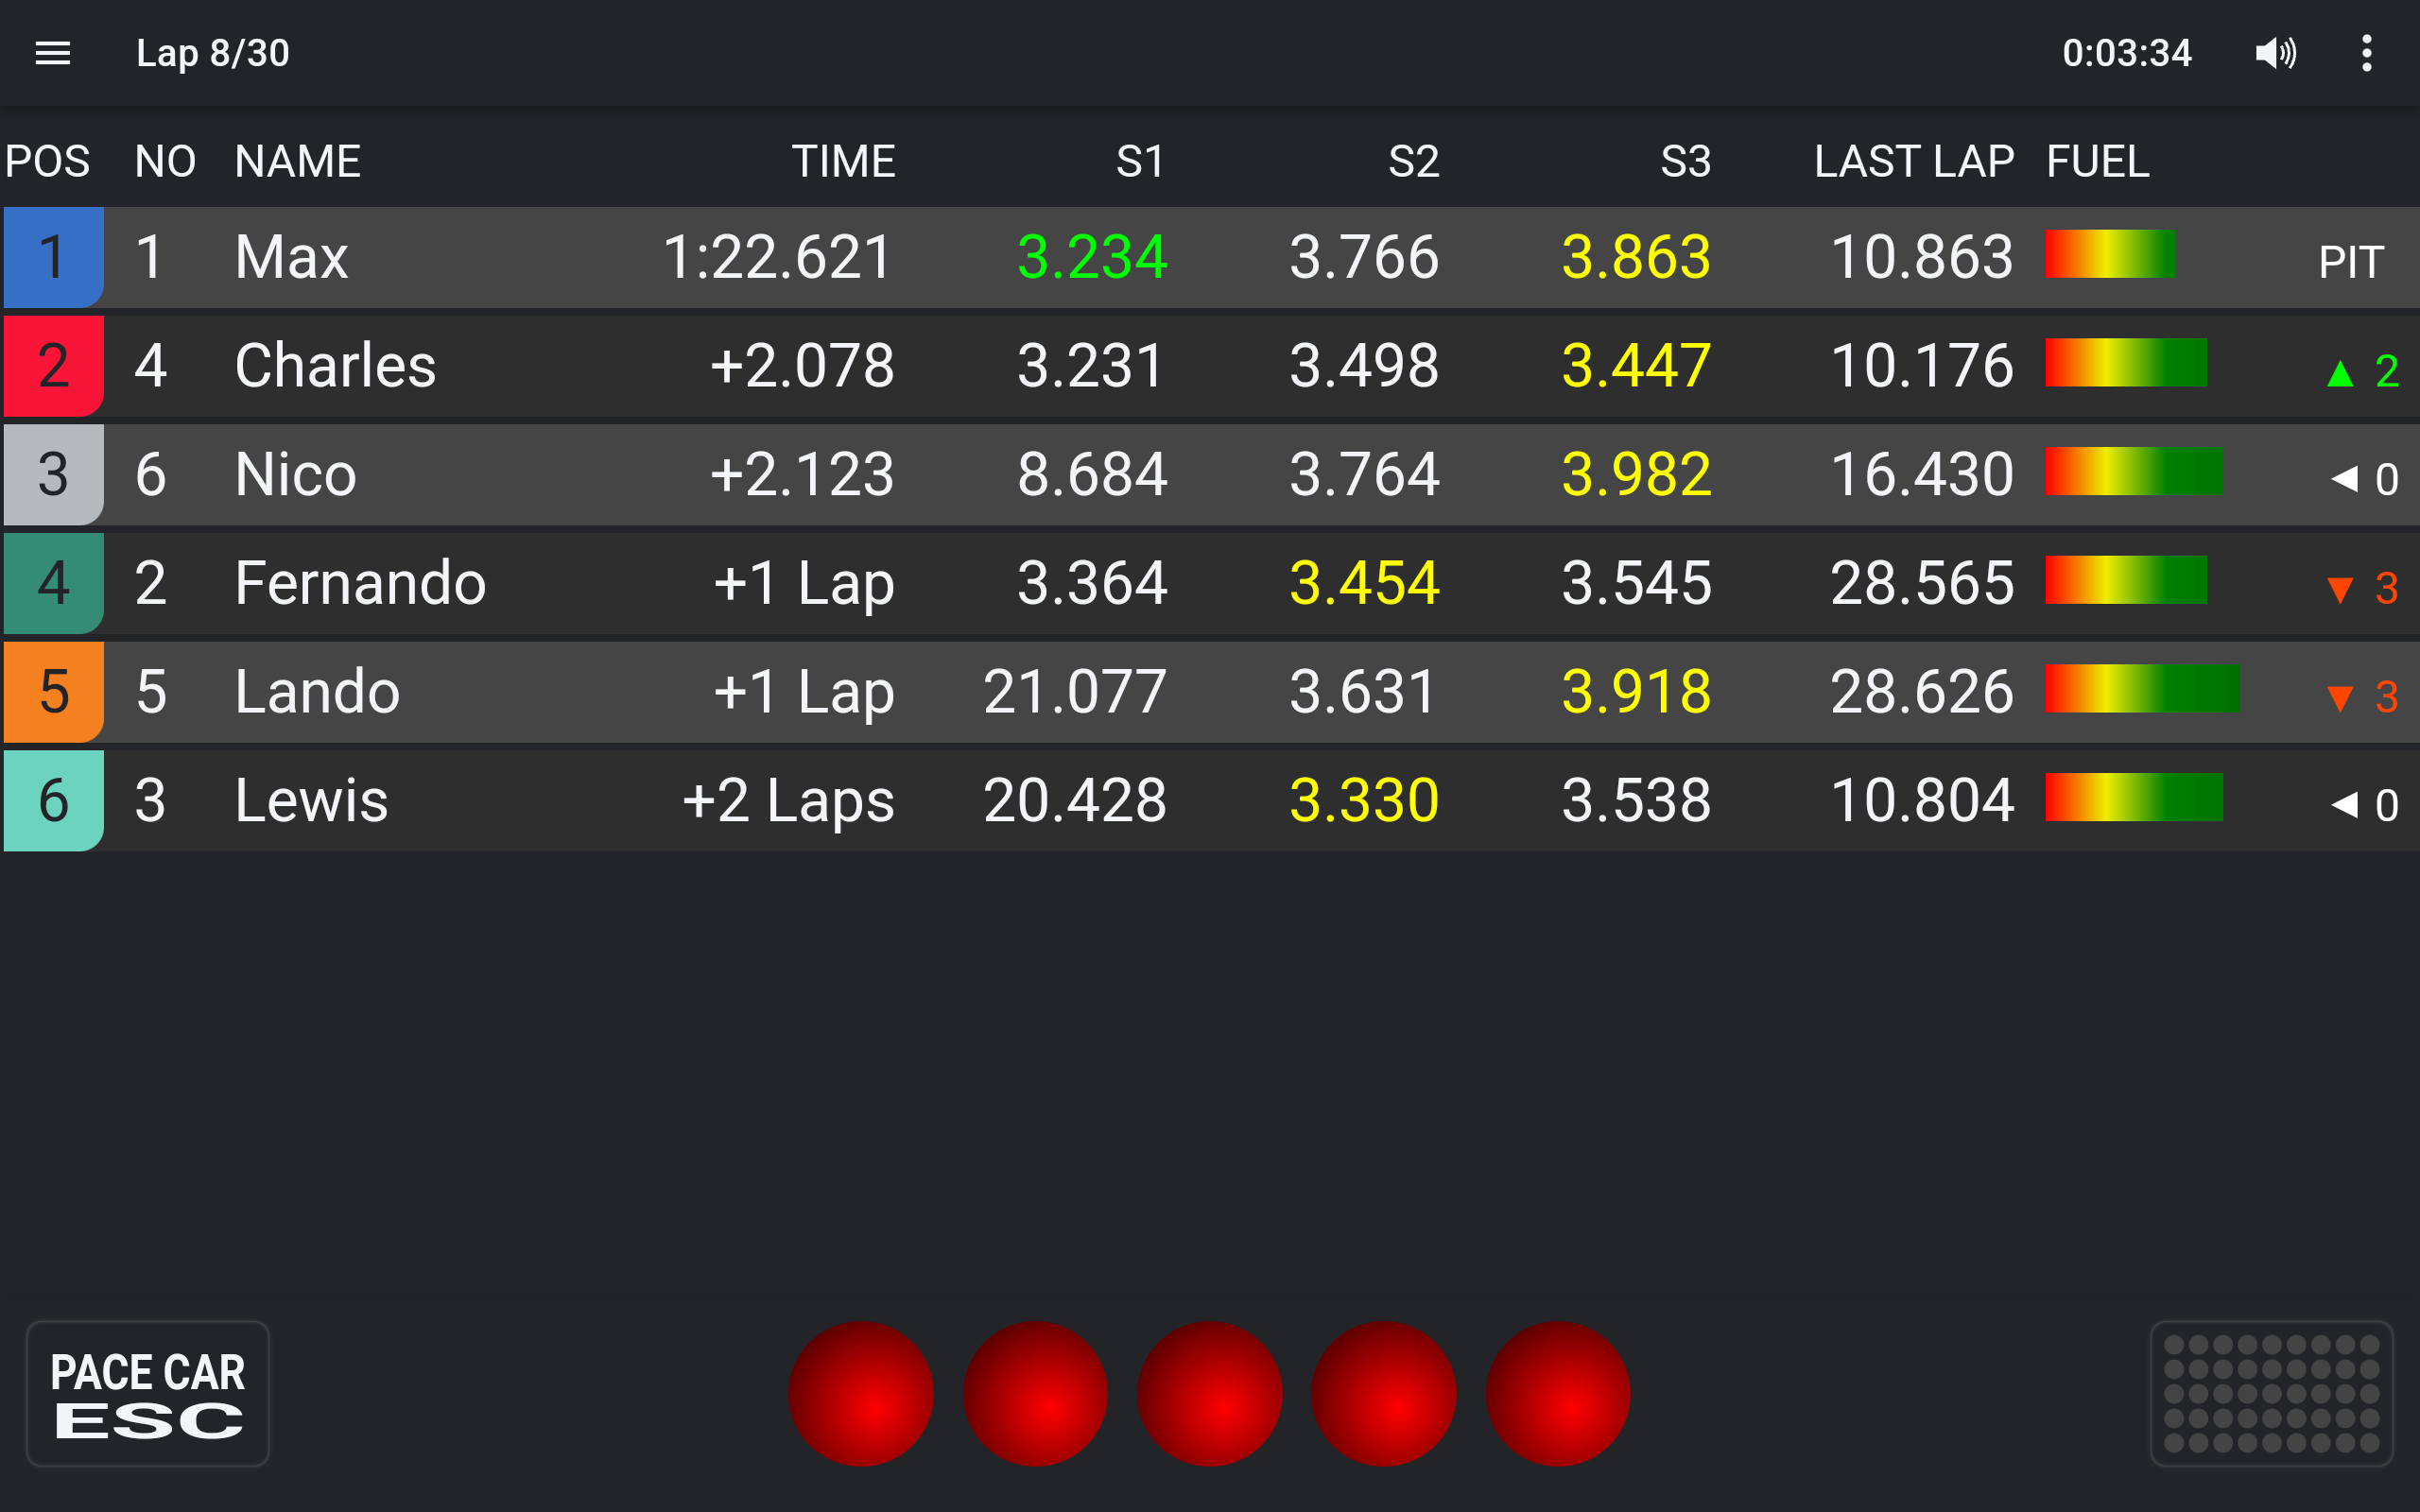 Lap 8/30 0:03:34
POS NO NAME TIME S1 S2 S3 LAST LAP FUEL
1 1 Max 1:22.621 3.234 3.766 3.863 10.863 PIT
2 4 Charles +2.078 3.231 3.498 3.447 10.176 ▲ 2
3 6 Nico +2.123 8.684 3.764 3.982 16.430 ◀ 0
4 2 Fernando +1 Lap 3.364 3.454 3.545 28.565 ▼ 3
5 5 Lando +1 Lap 21.077 3.631 3.918 28.626 ▼ 3
6 3 Lewis +2 Laps 20.428 3.330 3.538 10.804 ◀ 0
PACE CAR
ESC